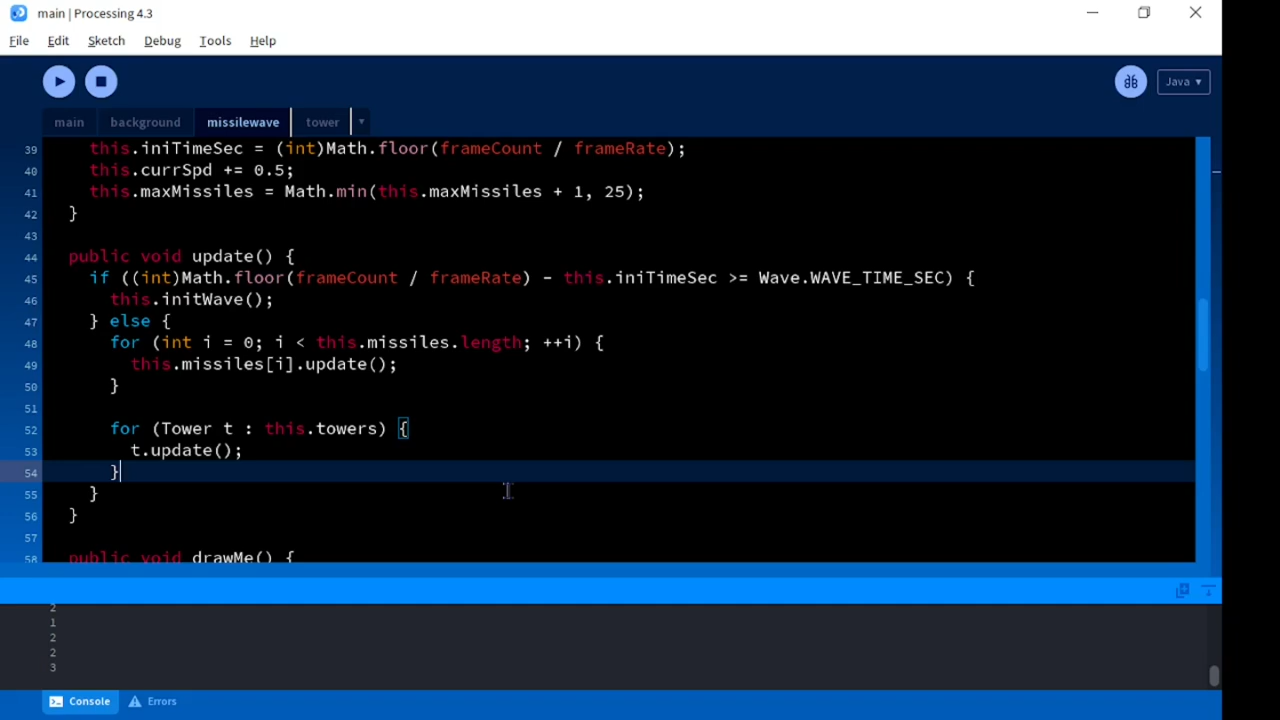 main | Processing 4.3
File Edit Sketch Debug Tools Help
Java ▾
main background missilewave tower ▾
39 this.iniTimeSec = (int)Math.floor(frameCount / frameRate);
40 this.currSpd += 0.5;
41 this.maxMissiles = Math.min(this.maxMissiles + 1, 25);
42 }
43
44 public void update() {
45 if ((int)Math.floor(frameCount / frameRate) - this.iniTimeSec >= Wave.WAVE_TIME_SEC) {
46 this.initWave();
47 } else {
48 for (int i = 0; i < this.missiles.length; ++i) {
49 this.missiles[i].update();
50 }
51
52 for (Tower t : this.towers) {
53 t.update();
54 }
55 }
56 }
57
58 public void drawMe() {
2
1
2
2
3
Console Errors